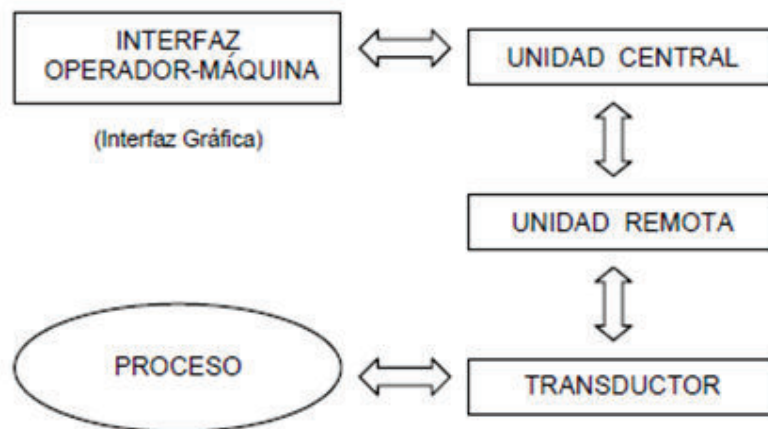 INTERFAZ
OPERADOR-MÁQUINA
(Interfaz Gráfica)
UNIDAD CENTRAL
UNIDAD REMOTA
PROCESO
TRANSDUCTOR